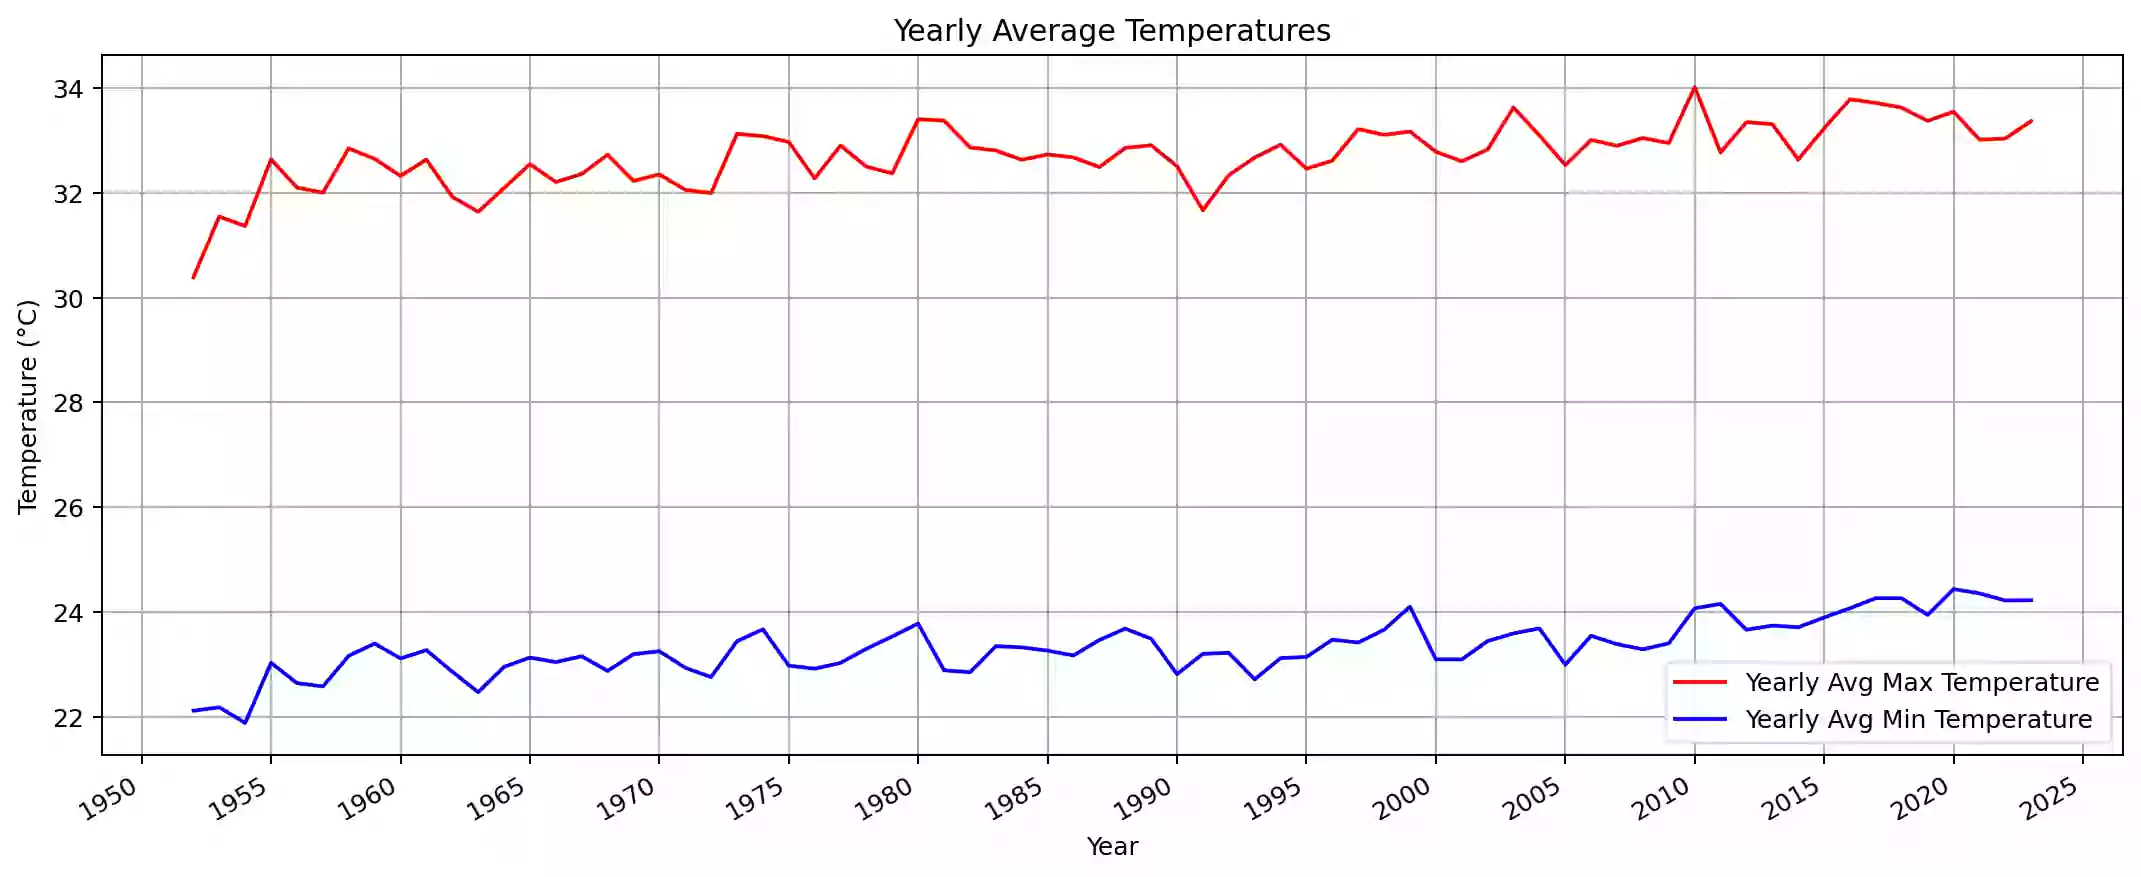 Yearly Average Temperatures
Temperature (°C)
34
32
30
28
26
24
22
Yearly Avg Max Temperature
Yearly Avg Min Temperature
1950 1955 1960 1965 1970 1975 1980 1985 1990 1995 2000 2005 2010 2015 2020 2025
Year